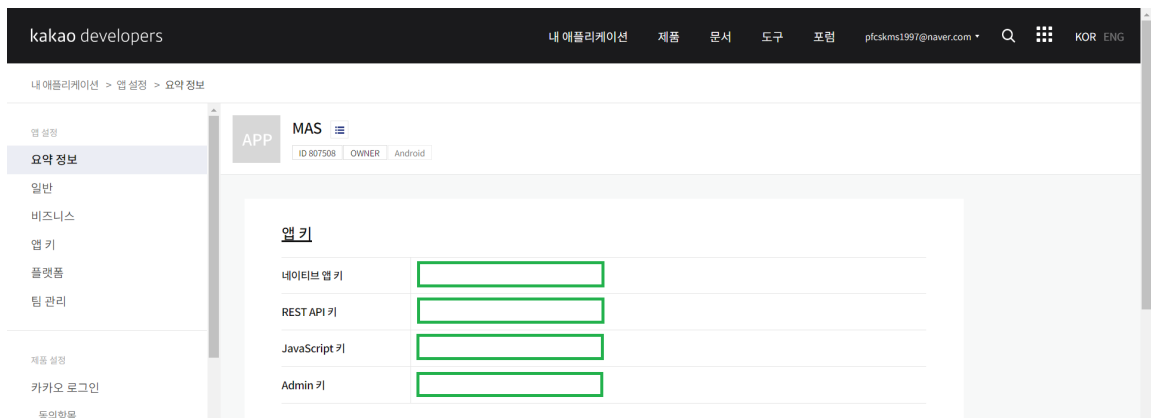 kakao developers
내 애플리케이션 제품 문서 도구 포럼 pfcskms1997@naver.com KOR ENG
내 애플리케이션 > 앱 설정 > 요약 정보
앱 설정
요약 정보
일반
비즈니스
앱 키
플랫폼
팀 관리
제품 설정
카카오 로그인
동의항목
APP
MAS
ID 807508 OWNER Android
앱 키
네이티브 앱 키
REST API 키
JavaScript 키
Admin 키